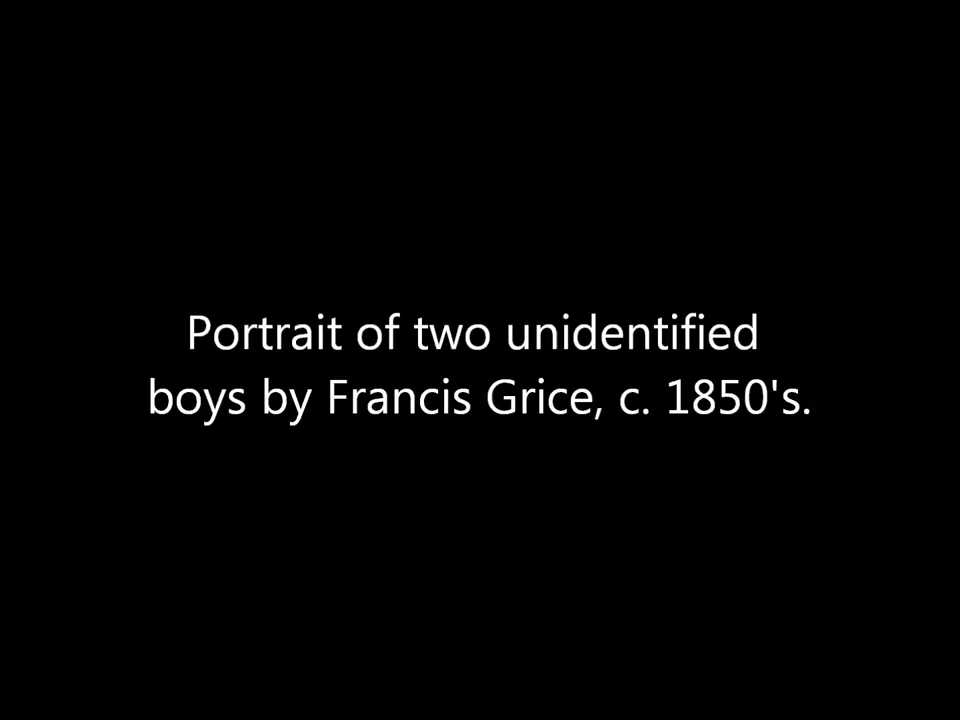 Portrait of two unidentified
boys by Francis Grice, c. 1850's.